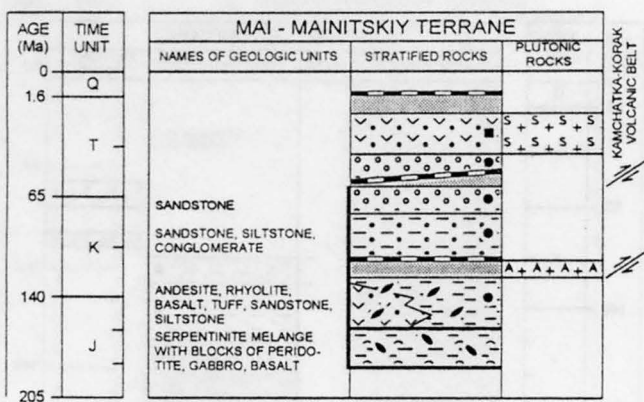 MAI - MAINITSKIY TERRANE
AGE
(Ma)
TIME
UNIT
NAMES OF GEOLOGIC UNITS
STRATIFIED ROCKS
PLUTONIC
ROCKS
KAMCHATKA-KORAK
VOLCANIC BELT
0
Q
1.6
S S S S
T
S S S S
65
SANDSTONE
SANDSTONE, SILTSTONE,
CONGLOMERATE
K
A A A A
140
ANDESITE, RHYOLITE,
BASALT, TUFF, SANDSTONE,
SILTSTONE
J
SERPENTINITE MELANGE
WITH BLOCKS OF PERIDO-
TITE, GABBRO, BASALT
205